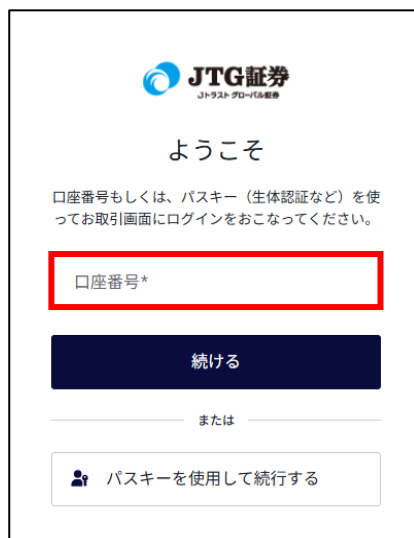 JTG証券
Jトラスト グローバル証券
ようこそ
口座番号もしくは、パスキー（生体認証など）を使
ってお取引画面にログインをおこなってください。
口座番号*
続ける
または
パスキーを使用して続行する